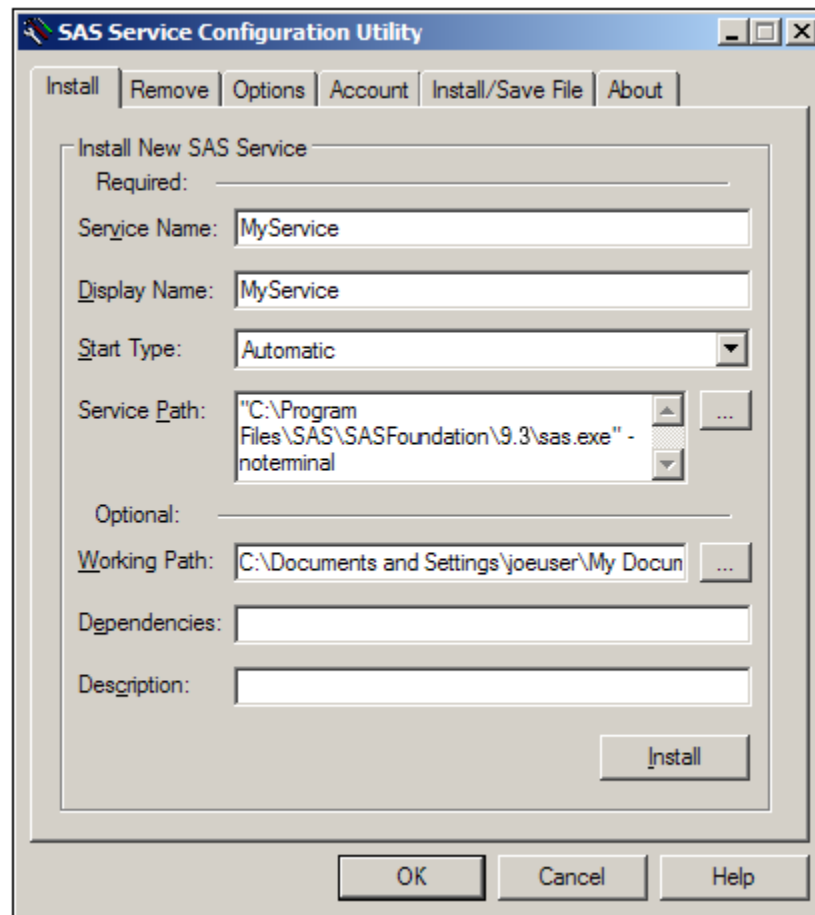 SAS Service Configuration Utility
Install Remove Options Account Install/Save File About
Install New SAS Service
Required:
Service Name: MyService
Display Name: MyService
Start Type: Automatic
Service Path: "C:\Program
Files\SAS\SASFoundation\9.3\sas.exe" -
noterminal
...
Optional:
Working Path: C:\Documents and Settings\joeuser\My Docum ...
Dependencies:
Description:
Install
OK Cancel Help